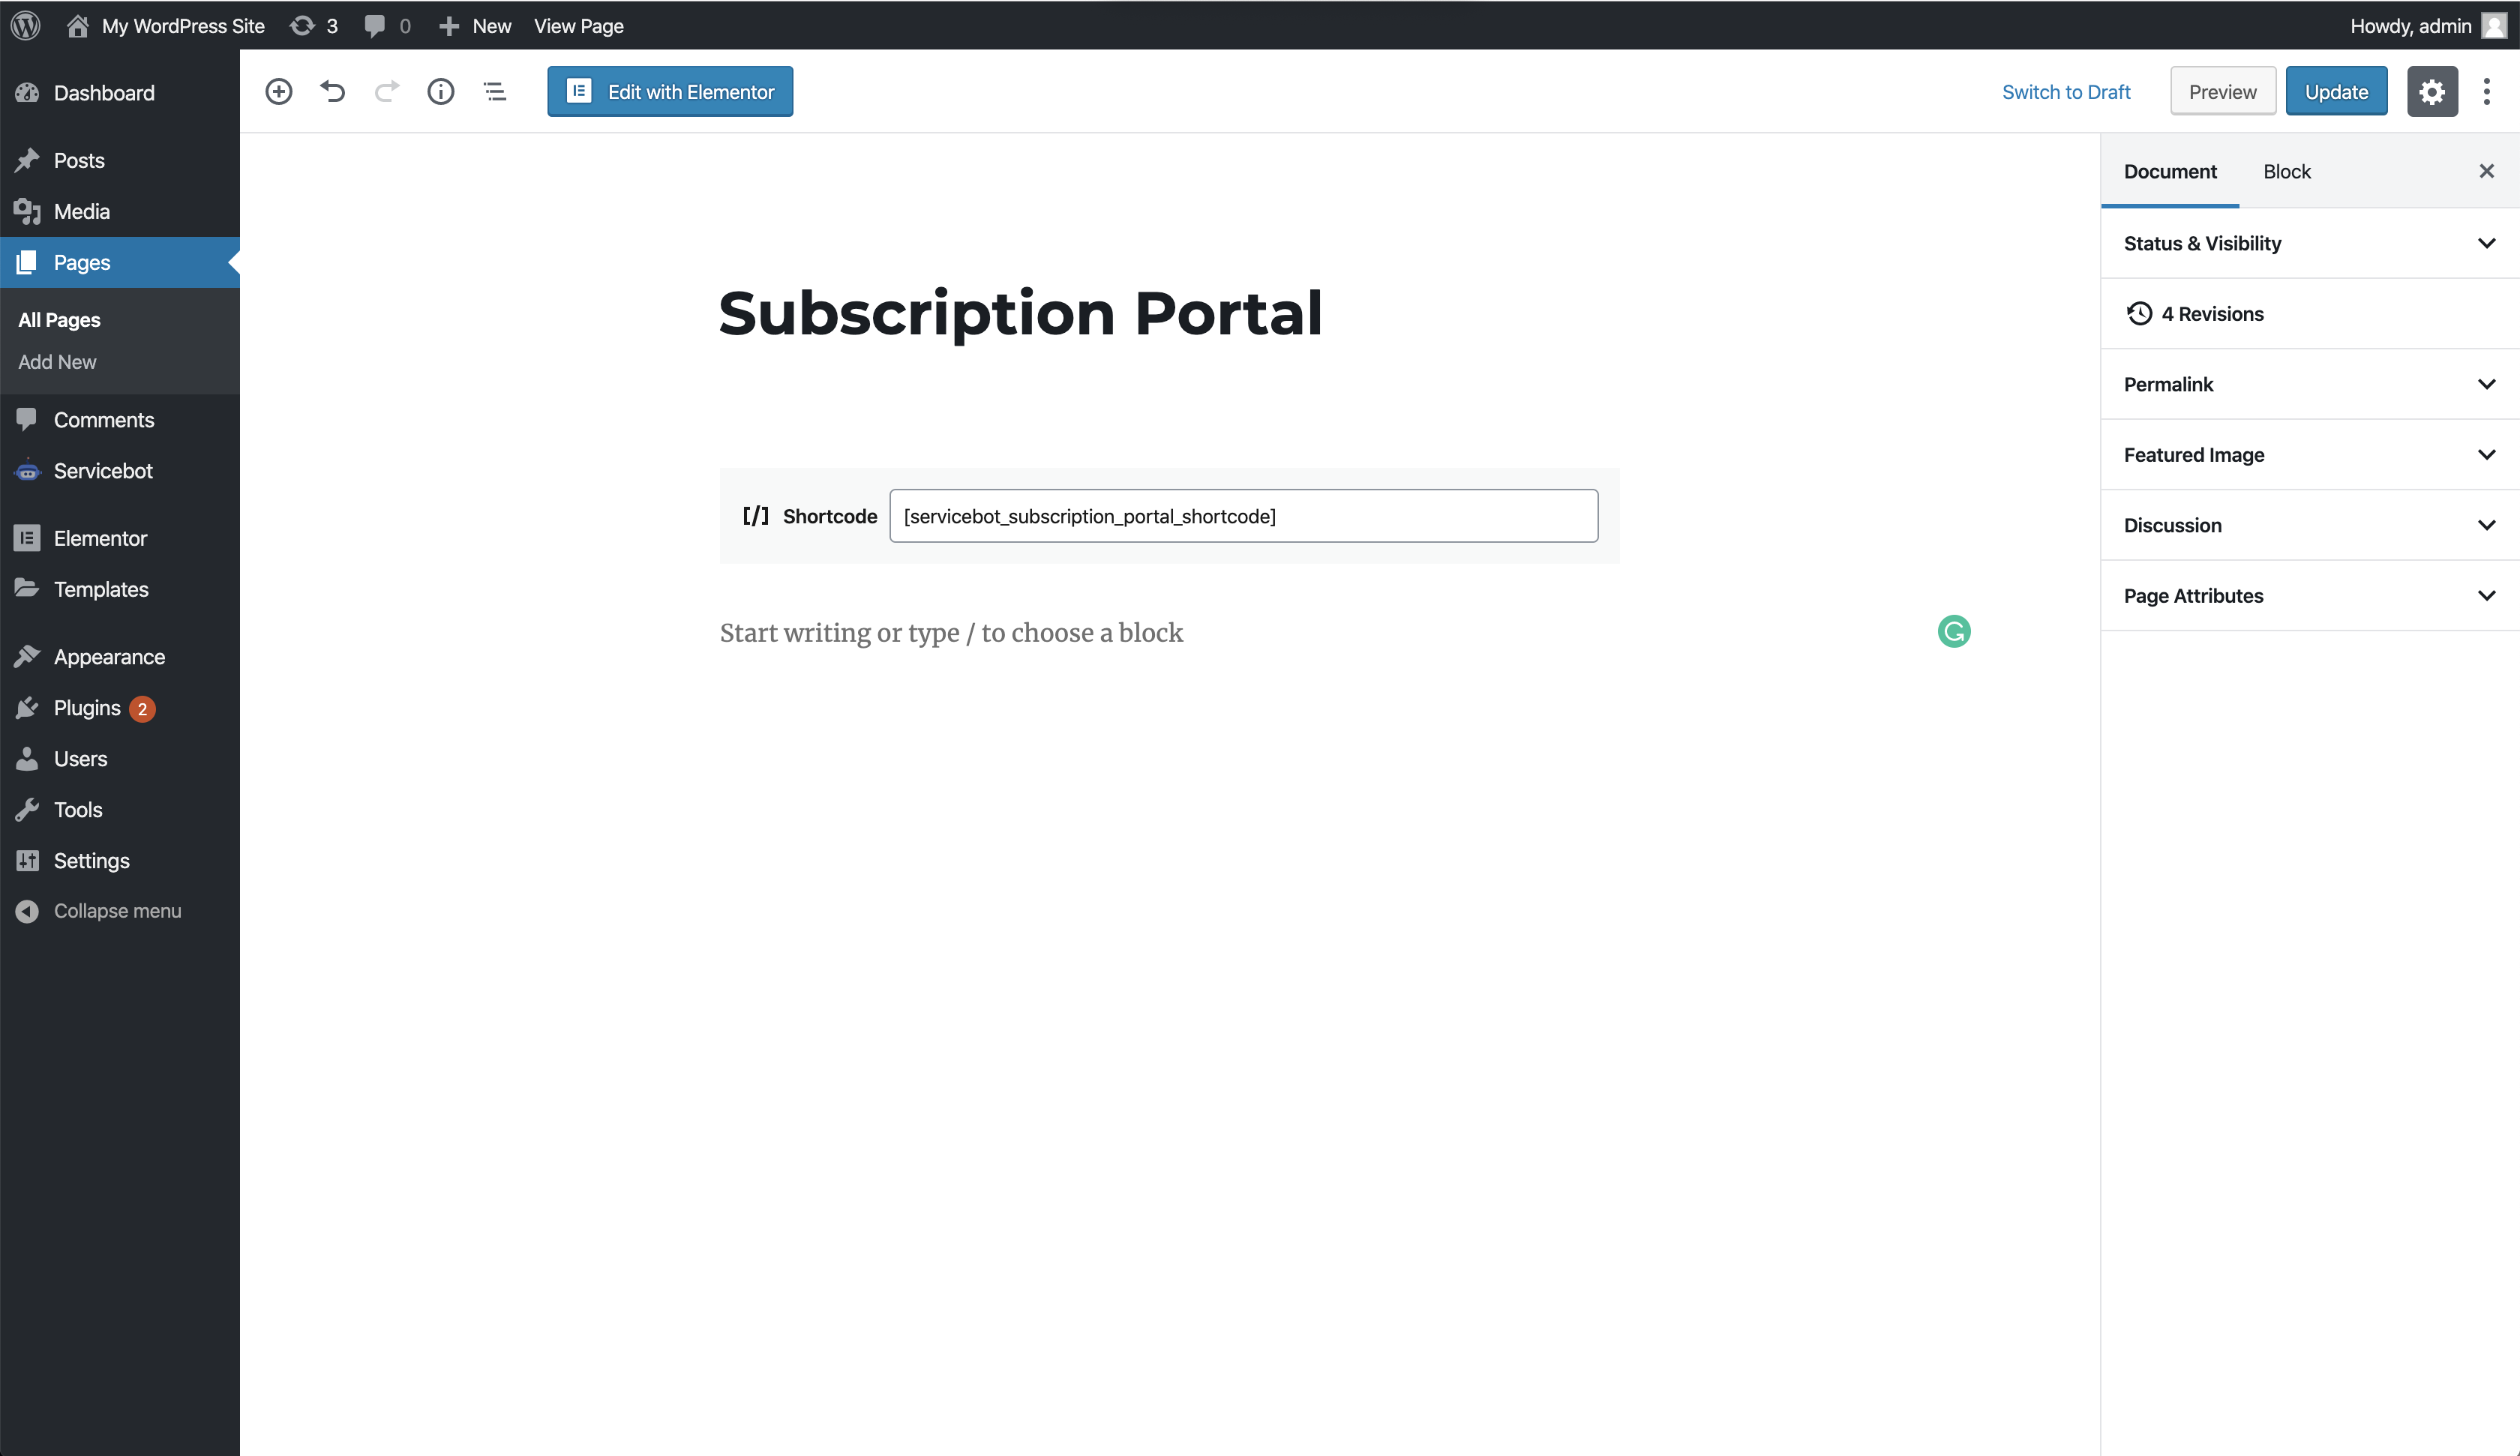 My WordPress Site 3 0 New View Page Howdy, admin
Dashboard
Posts
Media
Pages
All Pages
Add New
Comments
Servicebot
Elementor
Templates
Appearance
Plugins 2
Users
Tools
Settings
Collapse menu
Edit with Elementor Switch to Draft Preview Update
Subscription Portal
[/] Shortcode [servicebot_subscription_portal_shortcode]
Start writing or type / to choose a block
Document Block
Status & Visibility
4 Revisions
Permalink
Featured Image
Discussion
Page Attributes